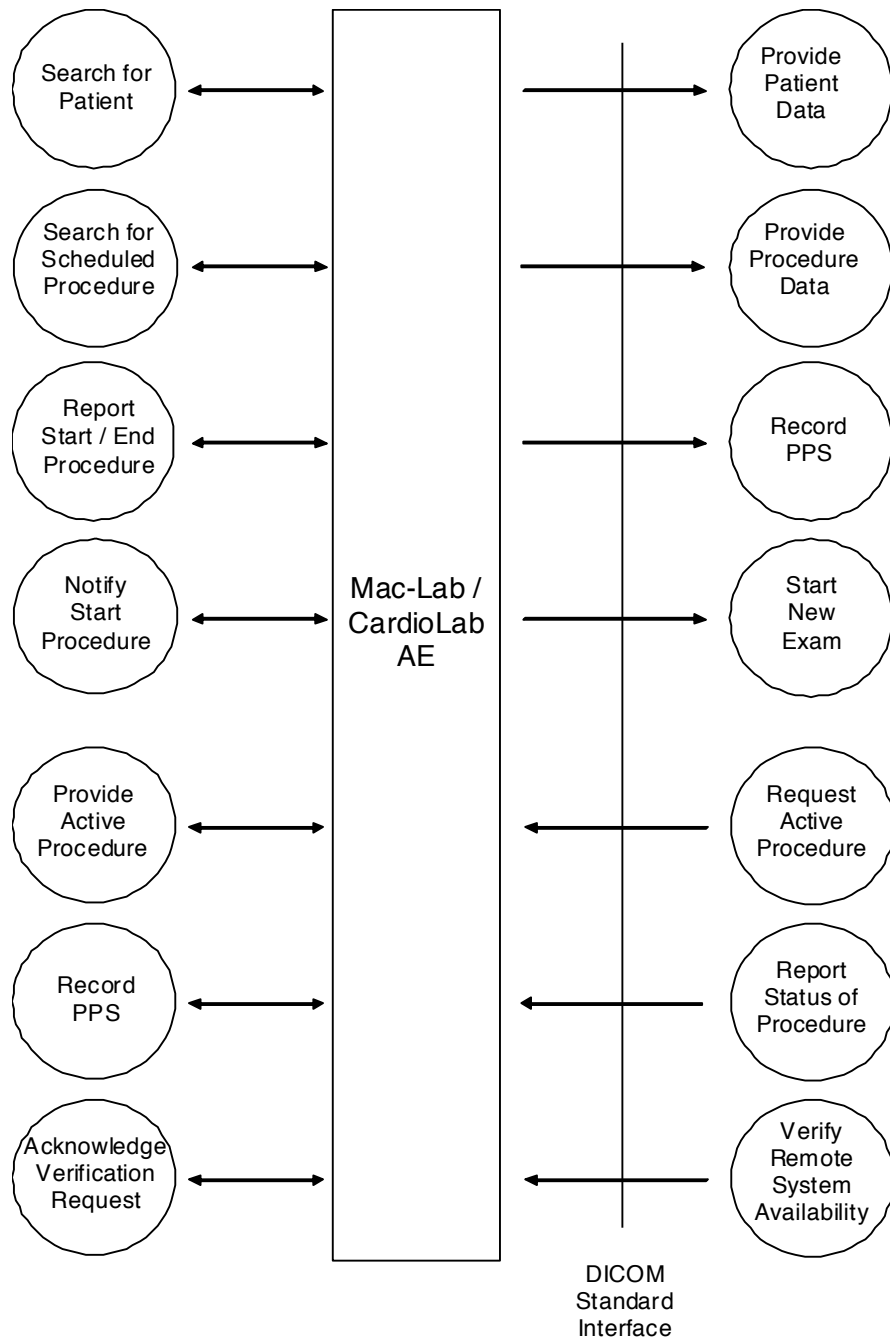 Search for
Patient
Provide
Patient
Data
Search for
Scheduled
Procedure
Provide
Procedure
Data
Report
Start / End
Procedure
Record
PPS
Notify
Start
Procedure
Mac-Lab /
CardioLab
AE
Start
New
Exam
Provide
Active
Procedure
Request
Active
Procedure
Record
PPS
Report
Status of
Procedure
Acknowledge
Verification
Request
Verify
Remote
System
Availability
DICOM
Standard
Interface